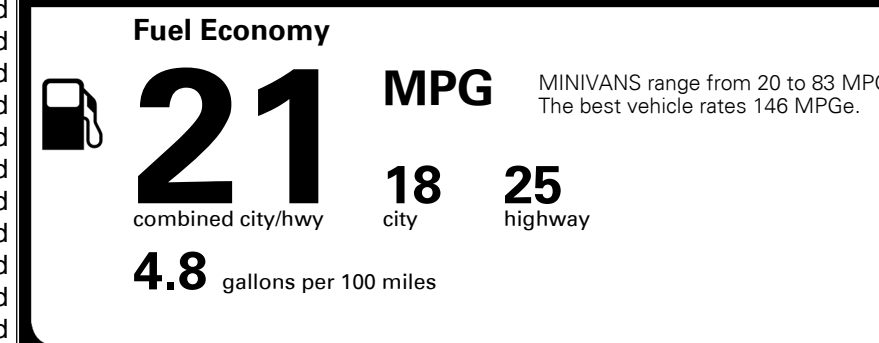 Fuel Economy
21 MPG
MINIVANS range from 20 to 83 MPG
The best vehicle rates 146 MPGe.
combined city/hwy
18 city
25 highway
4.8 gallons per 100 miles
d
d
d
d
d
d
d
d
d
d
d